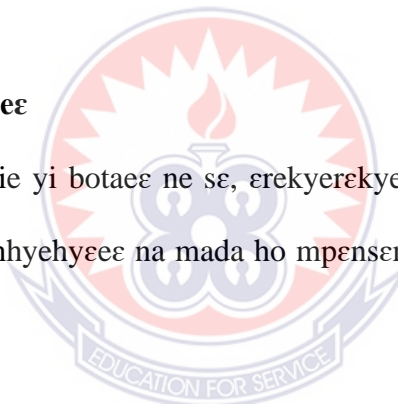 eɛ
ie yi botaeɛ ne sɛ, ɛrekyerɛkye
nhyehyɛeɛ na mada ho mpɛnsɛn
EDUCATION FOR SERVICE